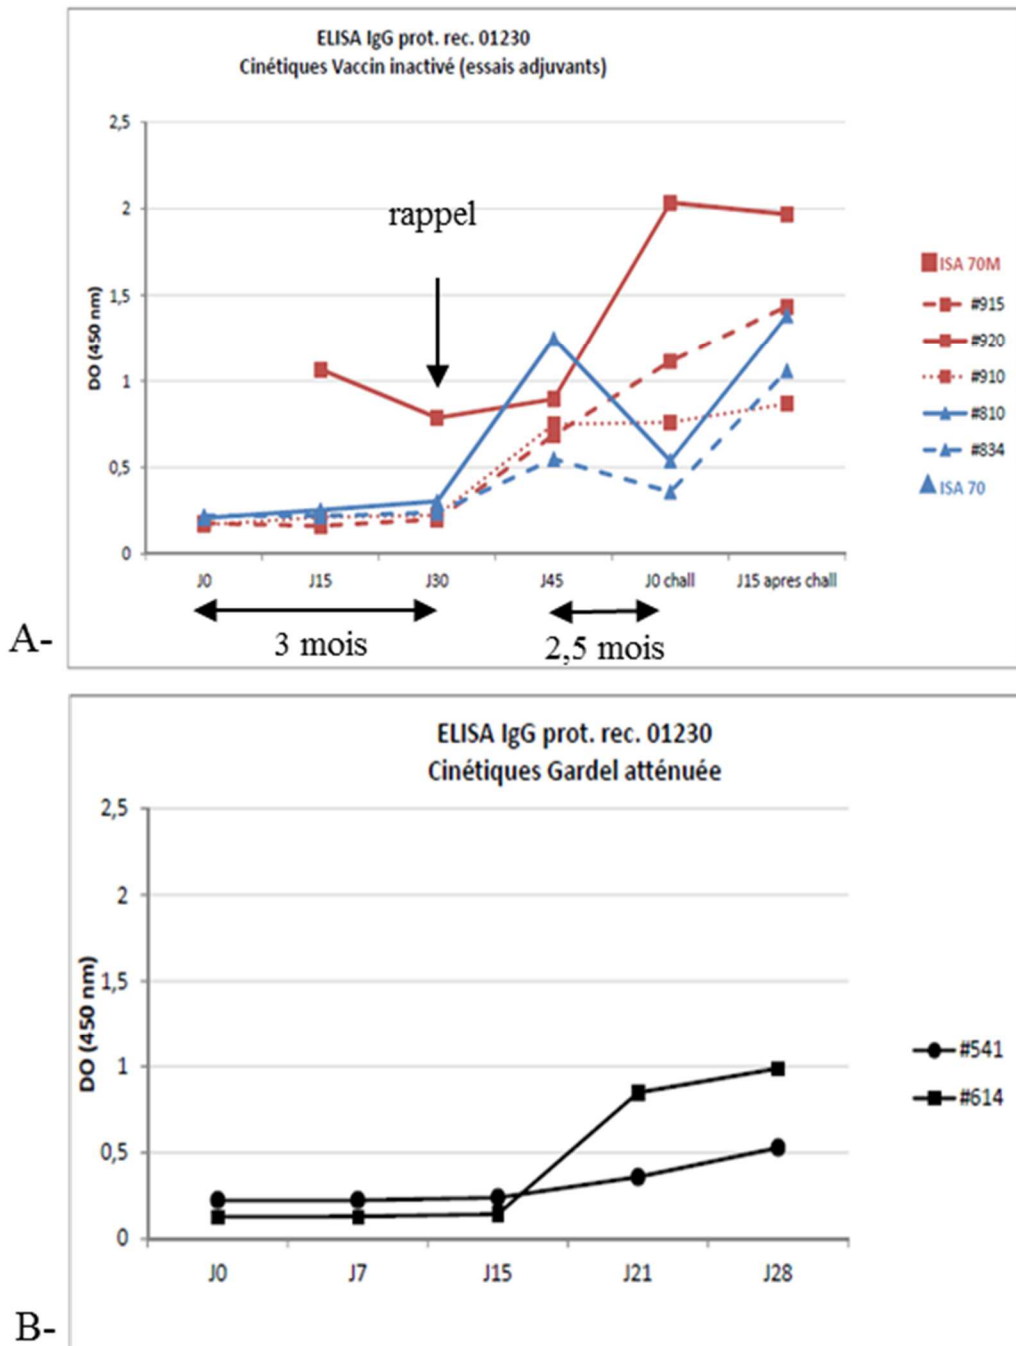 ELISA IgG prot. rec. 01230
Cinétiques Vaccin inactivé (essais adjuvants)
2,5
2
1,5
1
0,5
0
DO (450 nm)
rappel
ISA 70M
#915
#920
#910
#810
#834
ISA 70
J0
J15
J30
J45
J0 chall
J15 apres chall
3 mois
2,5 mois
A-
ELISA IgG prot. rec. 01230
Cinétiques Gardel atténuée
2,5
2
1,5
1
0,5
0
DO (450 nm)
#541
#614
J0
J7
J15
J21
J28
B-